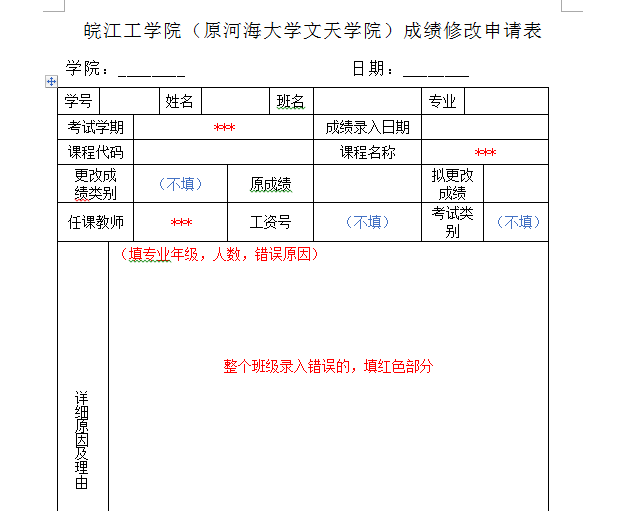 皖江工学院（原河海大学文天学院）成绩修改申请表
学院：________ 日期：________
学号 姓名 班名 专业
考试学期 *** 成绩录入日期
课程代码 课程名称 ***
更改成绩类别 （不填） 原成绩 拟更改成绩
任课教师 *** 工资号 （不填） 考试类别 （不填）
（填专业年级，人数，错误原因）
整个班级录入错误的，填红色部分
详细原因及理由